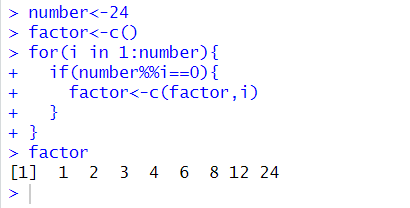 > number<-24
> factor<-c()
> for(i in 1:number){
+   if(number%%i==0){
+     factor<-c(factor,i)
+   }
+ }
> factor
[1]  1  2  3  4  6  8 12 24
>